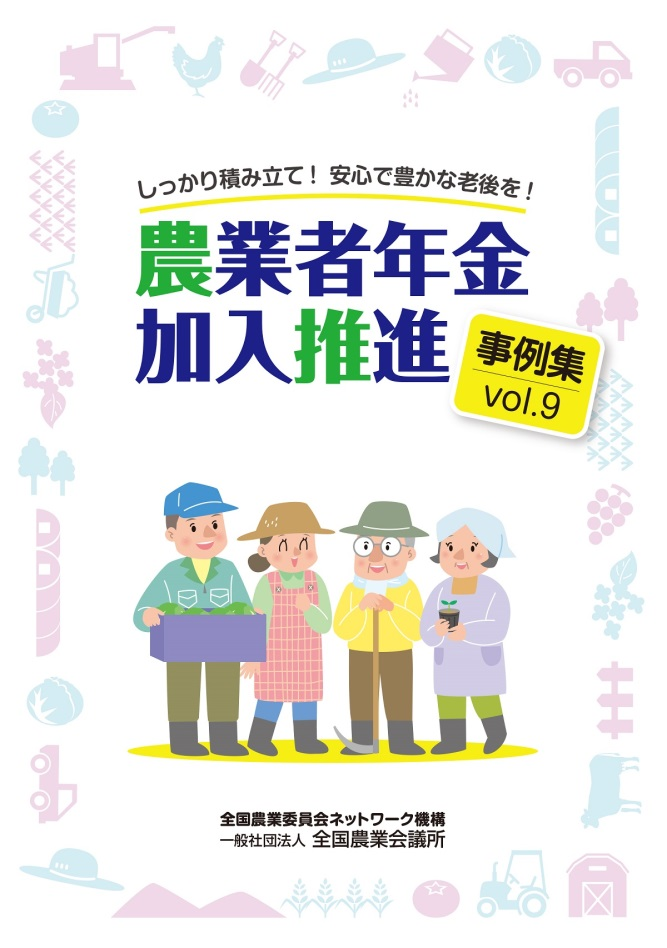 しっかり積み立て！ 安心で豊かな老後を！
農業者年金
加入推進
事例集
vol.9
全国農業委員会ネットワーク機構
一般社団法人 全国農業会議所